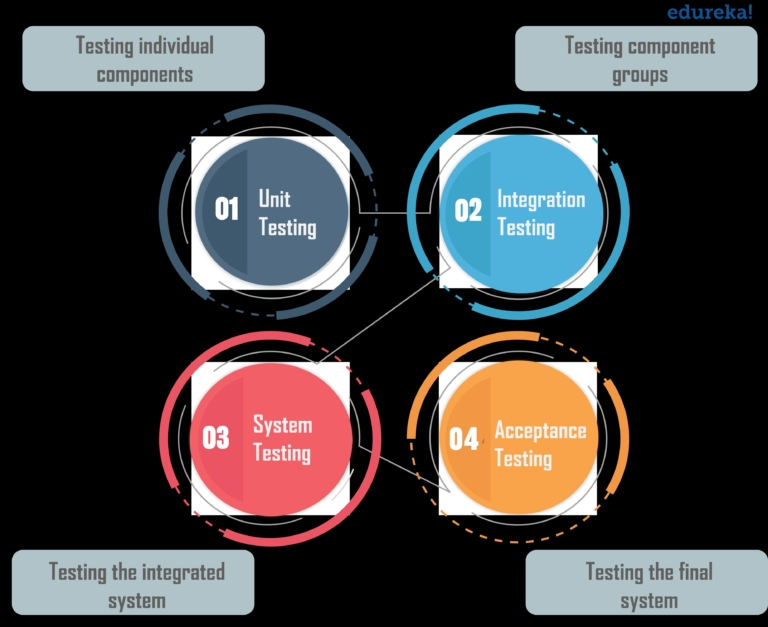 edureka!
Testing individual
components
Testing component
groups
01
Unit
Testing
02
Integration
Testing
03
System
Testing
04
Acceptance
Testing
Testing the integrated
system
Testing the final
system